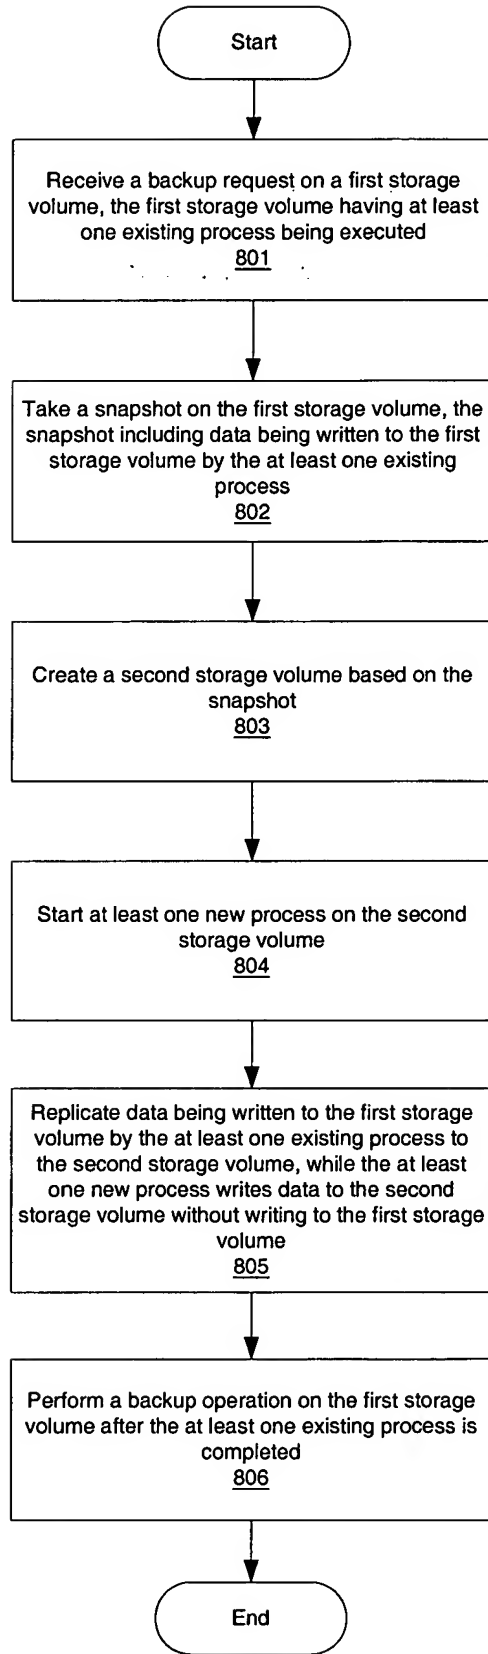 Start
Receive a backup request on a first storage
volume, the first storage volume having at least
one existing process being executed
801
Take a snapshot on the first storage volume, the
snapshot including data being written to the first
storage volume by the at least one existing
process
802
Create a second storage volume based on the
snapshot
803
Start at least one new process on the second
storage volume
804
Replicate data being written to the first storage
volume by the at least one existing process to
the second storage volume, while the at least
one new process writes data to the second
storage volume without writing to the first storage
volume
805
Perform a backup operation on the first storage
volume after the at least one existing process is
completed
806
End